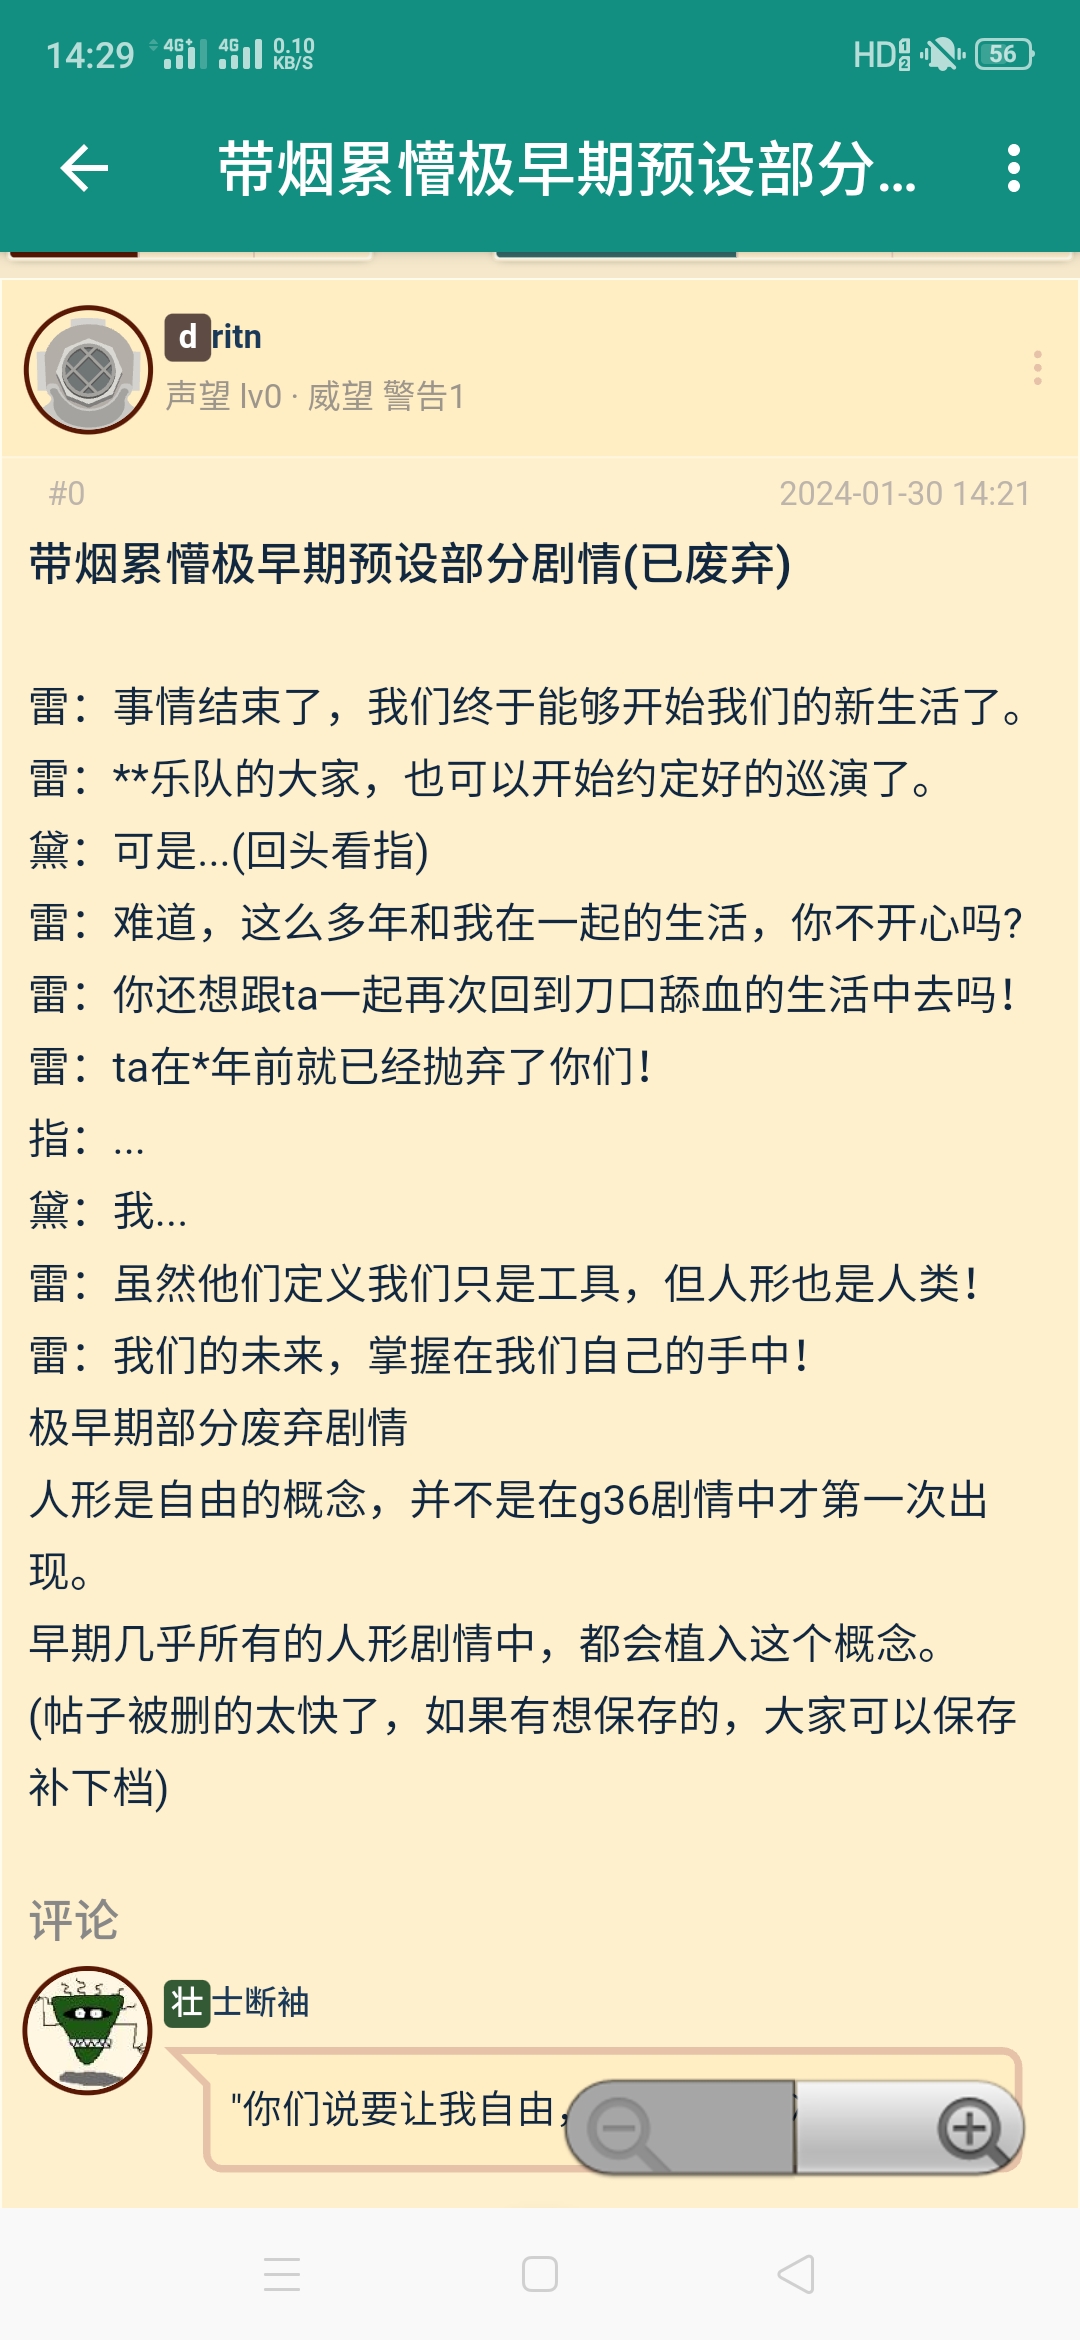 14:29 4G+ 4G 0.10 KB/S HD 1 2 56
带烟累懵极早期预设部分...
dritn
声望 lv0 · 威望 警告1
#0 2024-01-30 14:21
带烟累懵极早期预设部分剧情(已废弃)
雷：事情结束了，我们终于能够开始我们的新生活了。
雷：**乐队的大家，也可以开始约定好的巡演了。
黛：可是...(回头看指)
雷：难道，这么多年和我在一起的生活，你不开心吗?
雷：你还想跟ta一起再次回到刀口舔血的生活中去吗！
雷：ta在*年前就已经抛弃了你们！
指：...
黛：我...
雷：虽然他们定义我们只是工具，但人形也是人类！
雷：我们的未来，掌握在我们自己的手中！
极早期部分废弃剧情
人形是自由的概念，并不是在g36剧情中才第一次出
现。
早期几乎所有的人形剧情中，都会植入这个概念。
(帖子被删的太快了，如果有想保存的，大家可以保存
补下档)
评论
壮士断袖
"你们说要让我自由，